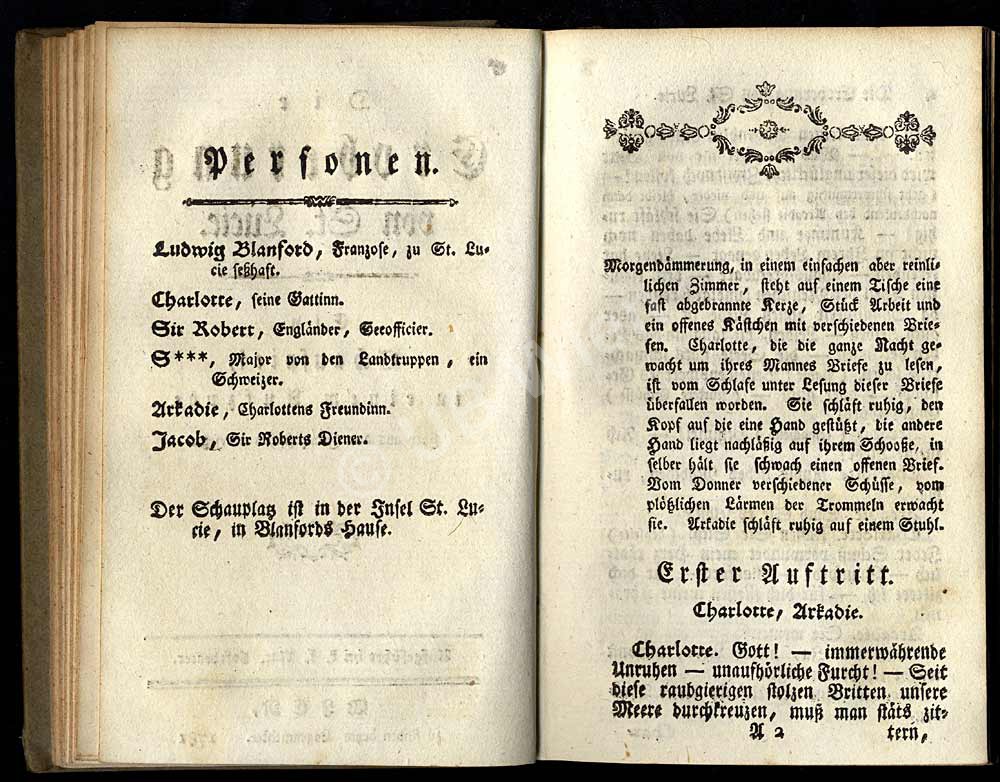 Personen.
Ludwig Blanford, Franzose, zu St. Lu-
cie seßhaft.
Charlotte, seine Gattinn.
Sir Robert, Engländer, Seeofficier.
S***, Major von den Landtruppen, ein
Schweizer.
Arkadie, Charlottens Freundinn.
Jacob, Sir Roberts Diener.
Der Schauplatz ist in der Insel St. Lu-
cie, in Blanfords Hause.
Morgendämmerung, in einem einfachen aber reinli-
lichen Zimmer, steht auf einem Tische eine
fast abgebrannte Kerze, Stück Arbeit und
ein offenes Kästchen mit verschiedenen Brie-
fen. Charlotte, die die ganze Nacht ge-
wacht um ihres Mannes Briefe zu lesen,
ist vom Schlafe unter Lesung dieser Briefe
überfallen worden. Sie schläft ruhig, den
Kopf auf die eine Hand gestützt, die andere
Hand liegt nachläßig auf ihrem Schooße, in
selber hält sie schwach einen offenen Brief.
Vom Donner verschiedener Schüsse, vom
plötzlichen Lärmen der Trommeln erwacht
sie. Arkadie schläft ruhig auf einem Stuhl.
Erster Auftritt.
Charlotte, Arkadie.
Charlotte. Gott! — immerwährende
Unruhen — unaufhörliche Furcht! — Seit
diese raubgierigen stolzen Britten unsere
Meere durchkreuzen, muß man stäts zit-
A 2 tern,